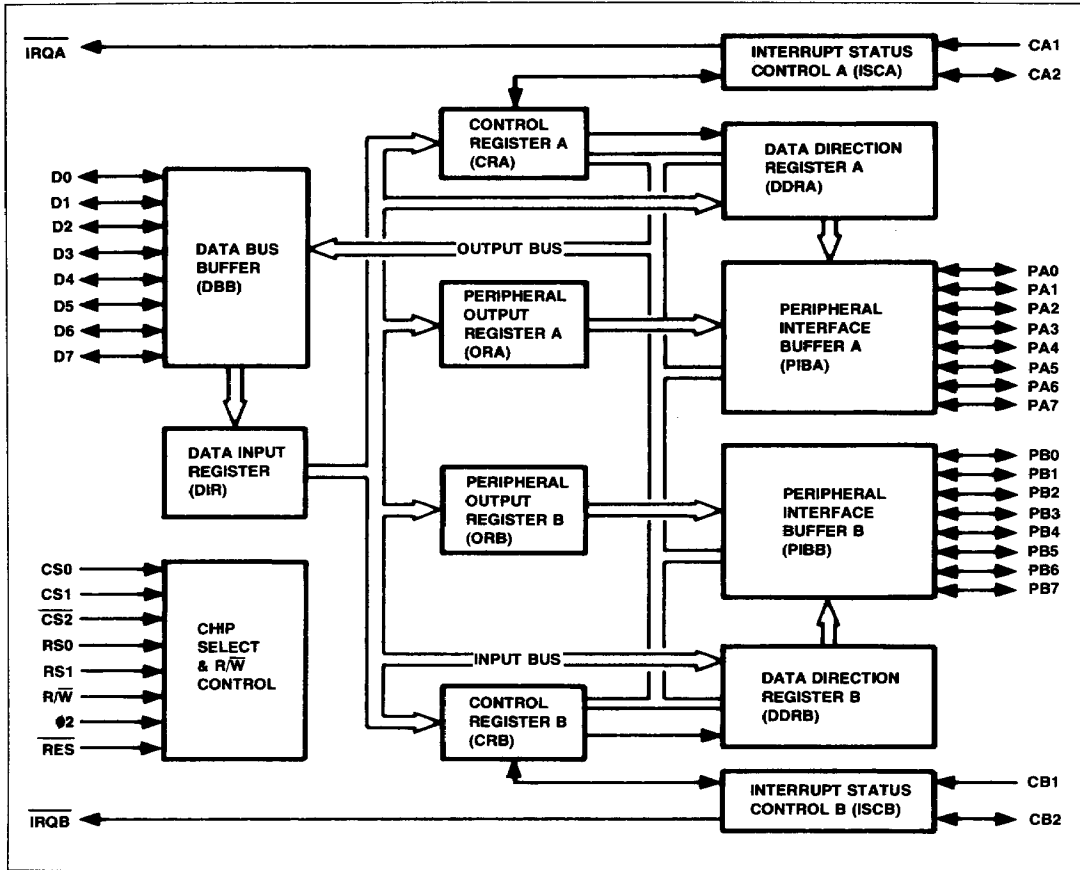 IRQA
INTERRUPT STATUS
CONTROL A (ISCA)
CA1
CA2
CONTROL
REGISTER A
(CRA)
DATA DIRECTION
REGISTER A
(DDRA)
D0
D1
D2
D3
D4
D5
D6
D7
DATA BUS
BUFFER
(DBB)
OUTPUT BUS
PERIPHERAL
OUTPUT
REGISTER A
(ORA)
PERIPHERAL
INTERFACE
BUFFER A
(PIBA)
PA0
PA1
PA2
PA3
PA4
PA5
PA6
PA7
DATA INPUT
REGISTER
(DIR)
PERIPHERAL
OUTPUT
REGISTER B
(ORB)
PERIPHERAL
INTERFACE
BUFFER B
(PIBB)
PB0
PB1
PB2
PB3
PB4
PB5
PB6
PB7
CS0
CS1
CS2
RS0
RS1
R/W
φ2
RES
CHIP
SELECT
& R/W
CONTROL
INPUT BUS
CONTROL
REGISTER B
(CRB)
DATA DIRECTION
REGISTER B
(DDRB)
IRQB
INTERRUPT STATUS
CONTROL B (ISCB)
CB1
CB2